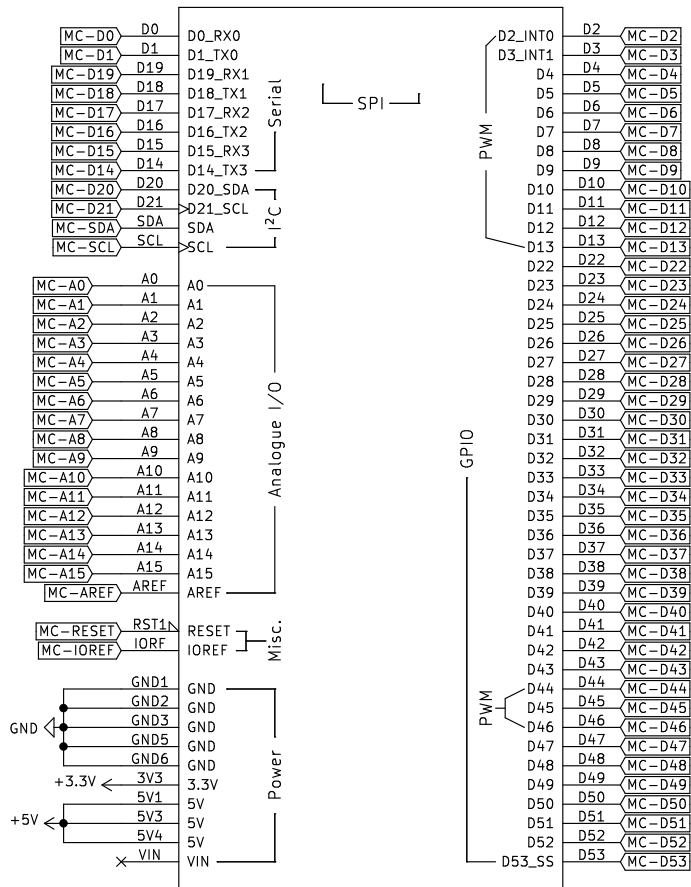 MC-D0 D0 D0_RX0
MC-D1 D1 D1_TX0
MC-D19 D19 D19_RX1
MC-D18 D18 D18_TX1
MC-D17 D17 D17_RX2
MC-D16 D16 D16_TX2
MC-D15 D15 D15_RX3
MC-D14 D14 D14_TX3
Serial
MC-D20 D20 D20_SDA
MC-D21 D21 D21_SCL
MC-SDA SDA SDA
MC-SCL SCL SCL
I²C
MC-A0 A0 A0
MC-A1 A1 A1
MC-A2 A2 A2
MC-A3 A3 A3
MC-A4 A4 A4
MC-A5 A5 A5
MC-A6 A6 A6
MC-A7 A7 A7
MC-A8 A8 A8
MC-A9 A9 A9
MC-A10 A10 A10
MC-A11 A11 A11
MC-A12 A12 A12
MC-A13 A13 A13
MC-A14 A14 A14
MC-A15 A15 A15
MC-AREF AREF AREF
Analogue I/O
MC-RESET RST1 RESET
MC-IOREF IORF IOREF
Misc.
GND1 GND
GND2 GND
GND GND3 GND
GND5 GND
GND6 GND
+3.3V 3V3 3.3V
5V1 5V
+5V 5V3 5V
5V4 5V
VIN VIN
Power
SPI
D2_INT0 D2 MC-D2
D3_INT1 D3 MC-D3
D4 D4 MC-D4
D5 D5 MC-D5
D6 D6 MC-D6
D7 D7 MC-D7
D8 D8 MC-D8
D9 D9 MC-D9
D10 D10 MC-D10
D11 D11 MC-D11
D12 D12 MC-D12
D13 D13 MC-D13
PWM
D22 D22 MC-D22
D23 D23 MC-D23
D24 D24 MC-D24
D25 D25 MC-D25
D26 D26 MC-D26
D27 D27 MC-D27
D28 D28 MC-D28
D29 D29 MC-D29
D30 D30 MC-D30
D31 D31 MC-D31
D32 D32 MC-D32
D33 D33 MC-D33
D34 D34 MC-D34
D35 D35 MC-D35
D36 D36 MC-D36
D37 D37 MC-D37
D38 D38 MC-D38
D39 D39 MC-D39
D40 D40 MC-D40
D41 D41 MC-D41
D42 D42 MC-D42
D43 D43 MC-D43
D44 D44 MC-D44
D45 D45 MC-D45
D46 D46 MC-D46
PWM
D47 D47 MC-D47
D48 D48 MC-D48
D49 D49 MC-D49
D50 D50 MC-D50
D51 D51 MC-D51
D52 D52 MC-D52
D53_SS D53 MC-D53
GPIO